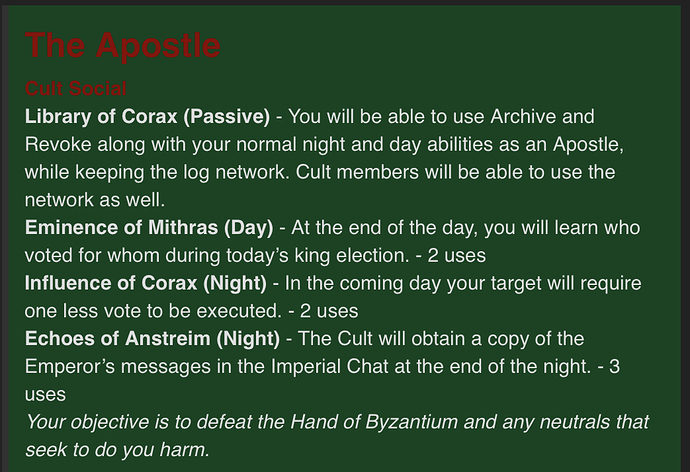 The Apostle
Cult Social
Library of Corax (Passive) - You will be able to use Archive and
Revoke along with your normal night and day abilities as an Apostle,
while keeping the log network. Cult members will be able to use the
network as well.
Eminence of Mithras (Day) - At the end of the day, you will learn who
voted for whom during today's king election. - 2 uses
Influence of Corax (Night) - In the coming day your target will require
one less vote to be executed. - 2 uses
Echoes of Anstreim (Night) - The Cult will obtain a copy of the
Emperor's messages in the Imperial Chat at the end of the night. - 3
uses
Your objective is to defeat the Hand of Byzantium and any neutrals that
seek to do you harm.